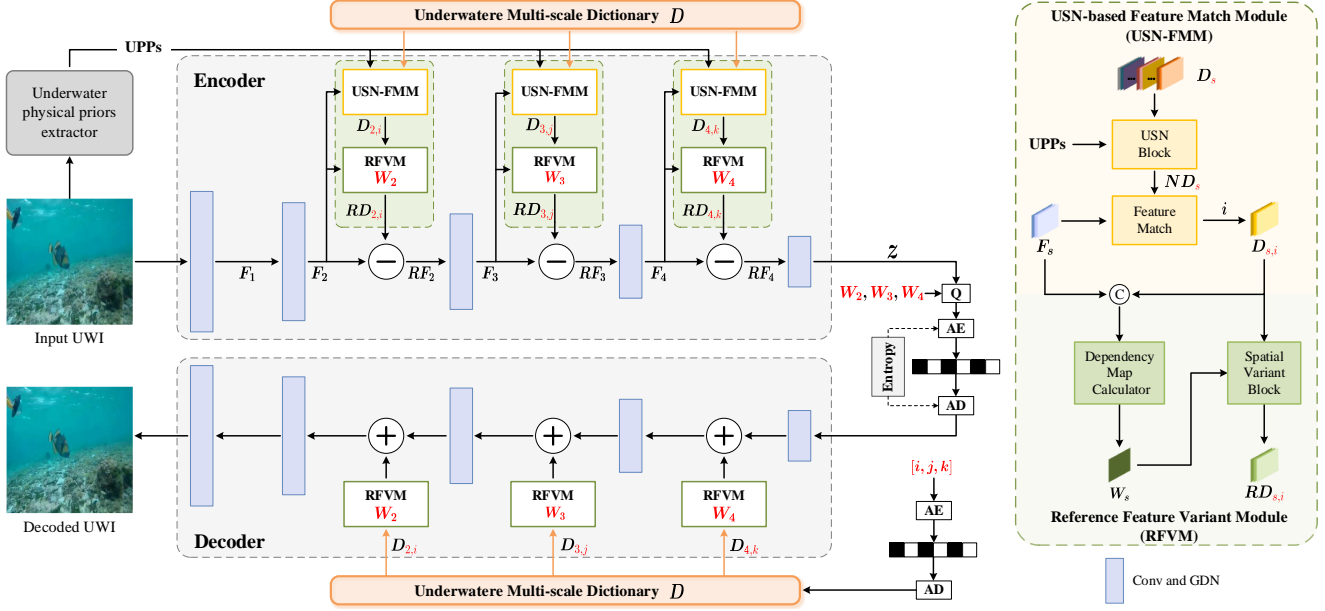 Underwatere Multi-scale Dictionary D
UPPs
Underwater
physical priors
extractor
Encoder
USN-FMM
USN-FMM
USN-FMM
D2,i
D3,j
D4,k
RFVM
W2
RFVM
W3
RFVM
W4
RD2,i
RD3,j
RD4,k
F1
F2
RF2
F3
RF3
F4
RF4
z
Input UWI
W2, W3, W4
Q
AE
Entropy
AD
[i, j, k]
AE
AD
Decoded UWI
RFVM
W2
RFVM
W3
RFVM
W4
Decoder
D2,i
D3,j
D4,k
Underwatere Multi-scale Dictionary D
USN-based Feature Match Module
(USN-FMM)
Ds
UPPs
USN
Block
NDs
Feature
Match
i
Fs
Ds,i
C
Dependency
Map
Calculator
Spatial
Variant
Block
Ws
RDs,i
Reference Feature Variant Module
(RFVM)
Conv and GDN